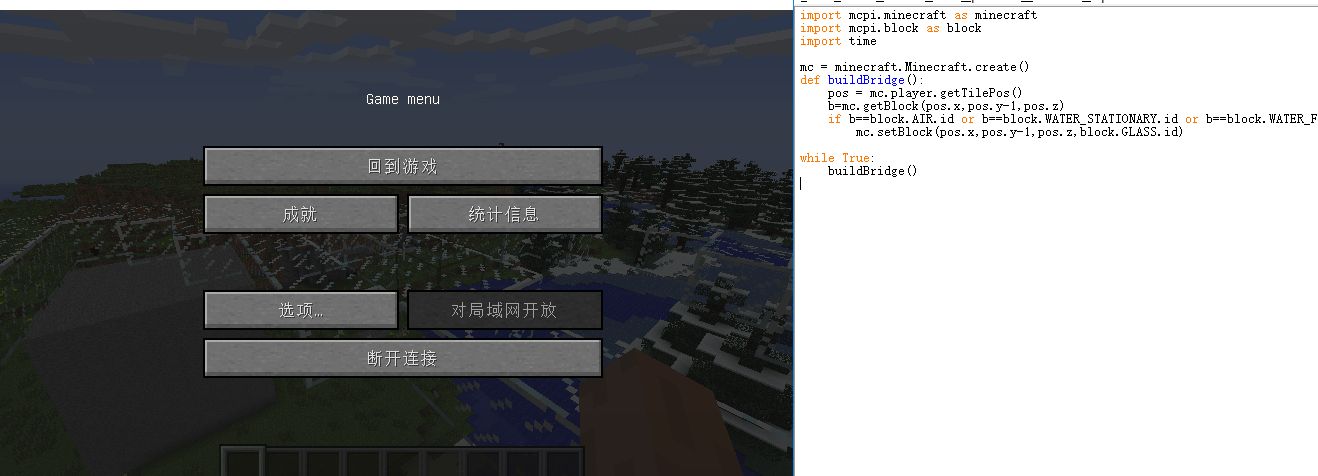 Game menu
回到游戏
成就
统计信息
选项...
对局域网开放
断开连接
import mcpi.minecraft as minecraft
import mcpi.block as block
import time
mc = minecraft.Minecraft.create()
def buildBridge():
    pos = mc.player.getTilePos()
    b=mc.getBlock(pos.x,pos.y-1,pos.z)
    if b==block.AIR.id or b==block.WATER_STATIONARY.id or b==block.WATER_F
        mc.setBlock(pos.x,pos.y-1,pos.z,block.GLASS.id)
while True:
    buildBridge()